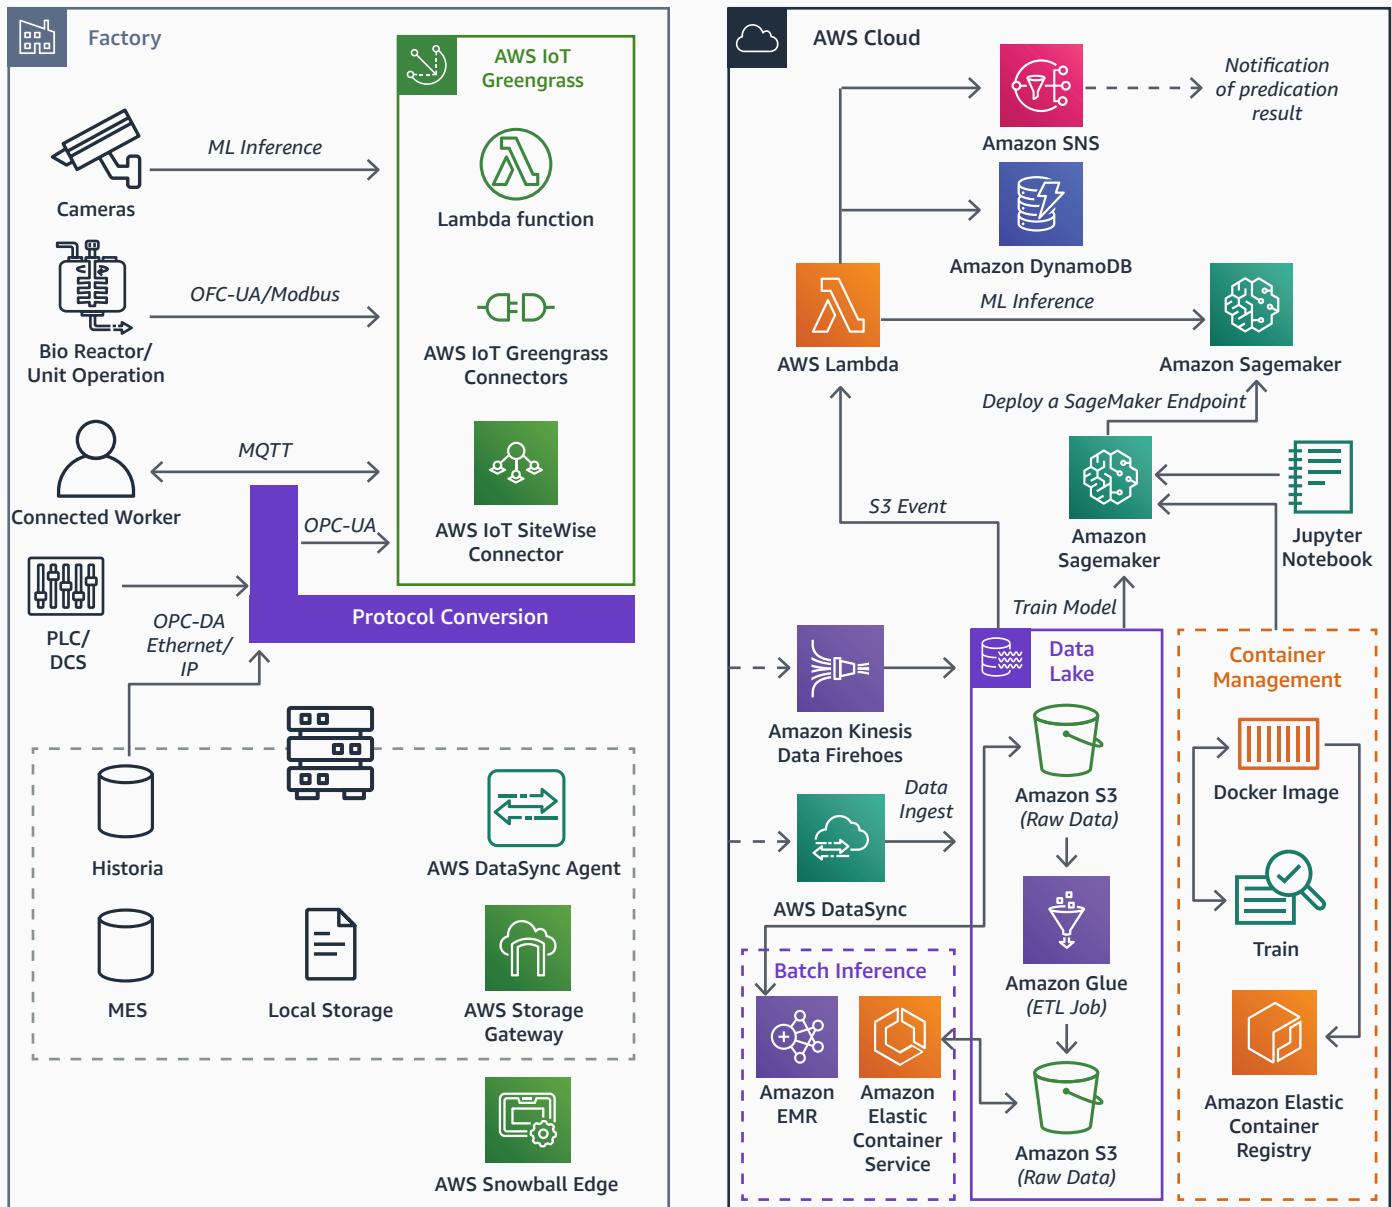 Factory
AWS IoT
Greengrass
Cameras
ML Inference
Lambda function
Bio Reactor/
Unit Operation
OFC-UA/Modbus
AWS IoT Greengrass
Connectors
Connected Worker
MQTT
OPC-UA
AWS IoT SiteWise
Connector
PLC/
DCS
OPC-DA
Ethernet/
IP
Protocol Conversion
Historia
AWS DataSync Agent
MES
Local Storage
AWS Storage
Gateway
AWS Snowball Edge
AWS Cloud
Amazon SNS
Notification
of predication
result
Amazon DynamoDB
AWS Lambda
ML Inference
Amazon Sagemaker
Deploy a SageMaker Endpoint
S3 Event
Amazon
Sagemaker
Jupyter
Notebook
Train Model
Amazon Kinesis
Data Firehoes
Data
Lake
Container
Management
Data
Ingest
AWS DataSync
Amazon S3
(Raw Data)
Docker Image
Train
Batch Inference
Amazon Glue
(ETL Job)
Amazon
EMR
Amazon
Elastic
Container
Service
Amazon S3
(Raw Data)
Amazon Elastic
Container
Registry